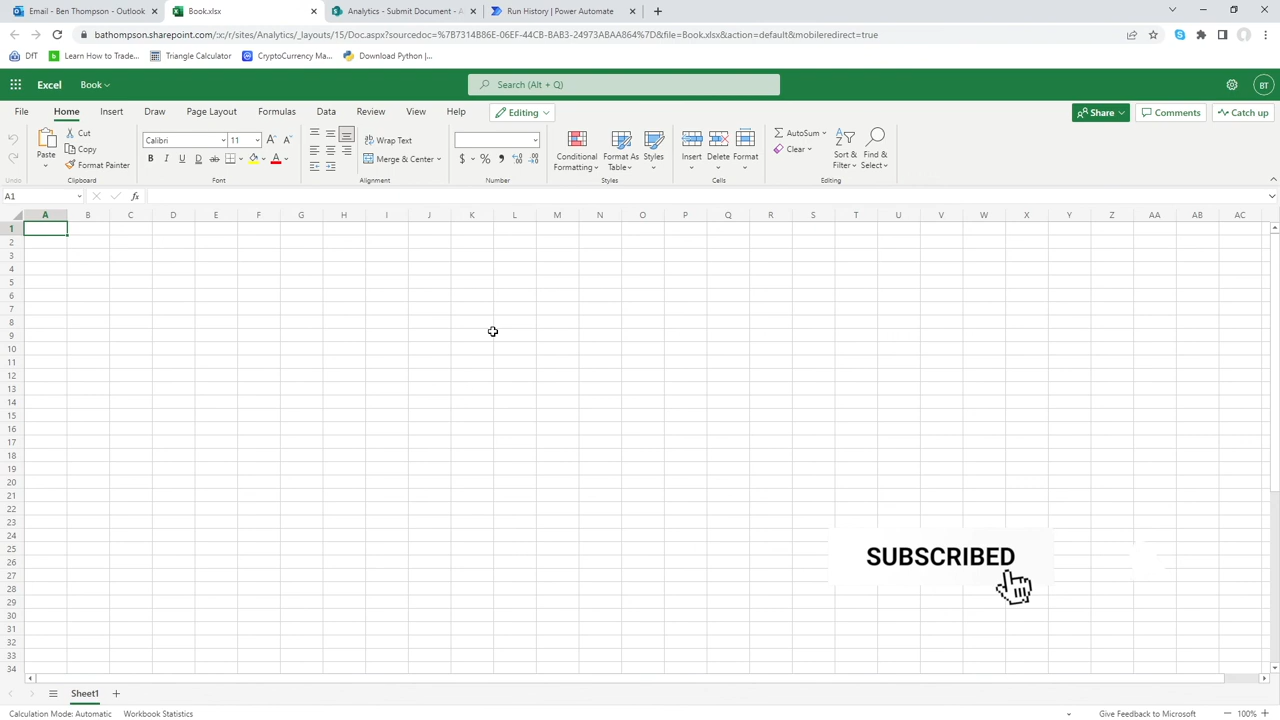 Email - Ben Thompson - Outlook
Book.xlsx
Analytics - Submit Document - A...
Run History | Power Automate
bathompson.sharepoint.com/:x:/r/sites/Analytics/_layouts/15/Doc.aspx?sourcedoc=%7B7314B86E-06EF-44CB-BAB3-24973ABAA864%7D&file=Book.xlsx&action=default&mobileredirect=true
DfT
Learn How to Trade...
Triangle Calculator
CryptoCurrency Ma...
Download Python |...
Excel
Book
Search (Alt + Q)
BT
File Home Insert Draw Page Layout Formulas Data Review View Help
Editing
Share
Comments
Catch up
Paste
Cut
Copy
Format Painter
Calibri
11
B I U D ab
A
Wrap Text
Merge & Center
$ % 9
Conditional Formatting
Format As Table
Styles
Insert
Delete
Format
AutoSum
Clear
Sort & Filter
Find & Select
Undo Clipboard Font Alignment Number Styles Cells Editing
A1
fx
A B C D E F G H I J K L M N O P Q R S T U V W X Y Z AA AB AC
1
2
3
4
5
6
7
8
9
10
11
12
13
14
15
16
17
18
19
20
21
22
23
24
25
26
27
28
29
30
31
32
33
34
SUBSCRIBED
Sheet1
Calculation Mode: Automatic
Workbook Statistics
Give Feedback to Microsoft
100%